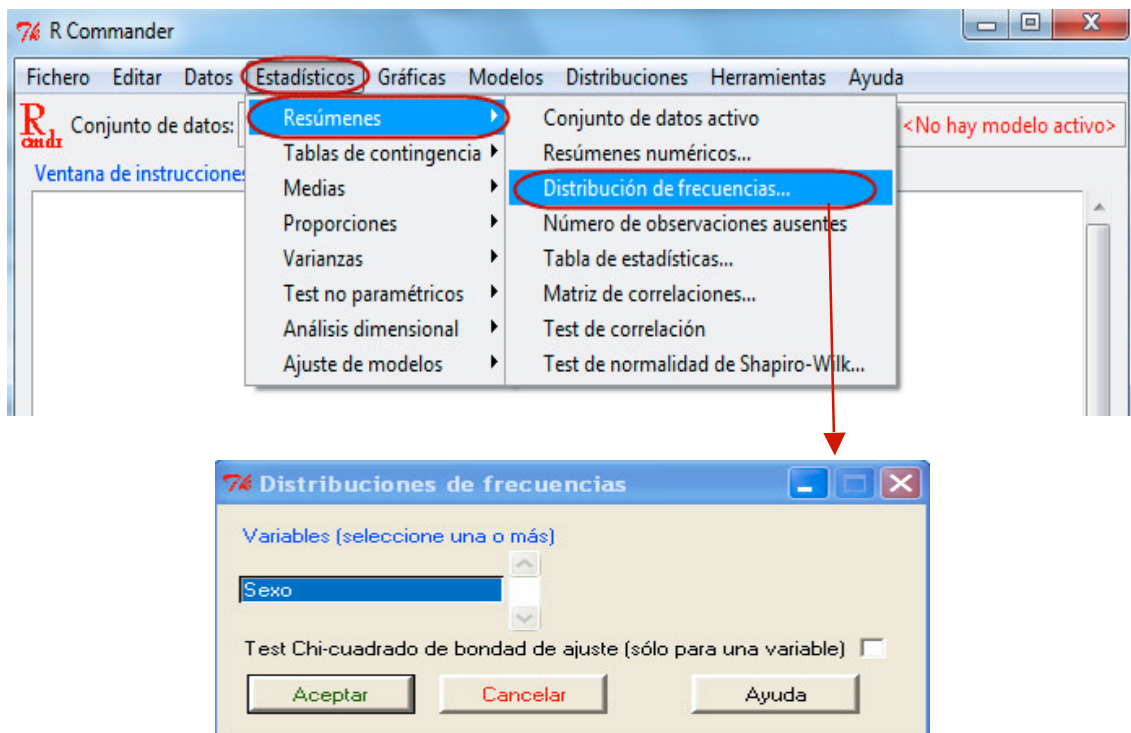 R Commander
Fichero Editar Datos Estadísticos Gráficas Modelos Distribuciones Herramientas Ayuda
R cmdr Conjunto de datos: <No hay modelo activo>
Ventana de instrucciones
Resúmenes
Tablas de contingencia
Medias
Proporciones
Varianzas
Test no paramétricos
Análisis dimensional
Ajuste de modelos
Conjunto de datos activo
Resúmenes numéricos...
Distribución de frecuencias...
Número de observaciones ausentes
Tabla de estadísticas...
Matriz de correlaciones...
Test de correlación
Test de normalidad de Shapiro-Wilk...
Distribuciones de frecuencias
Variables (seleccione una o más)
Sexo
Test Chi-cuadrado de bondad de ajuste (sólo para una variable)
Aceptar Cancelar Ayuda